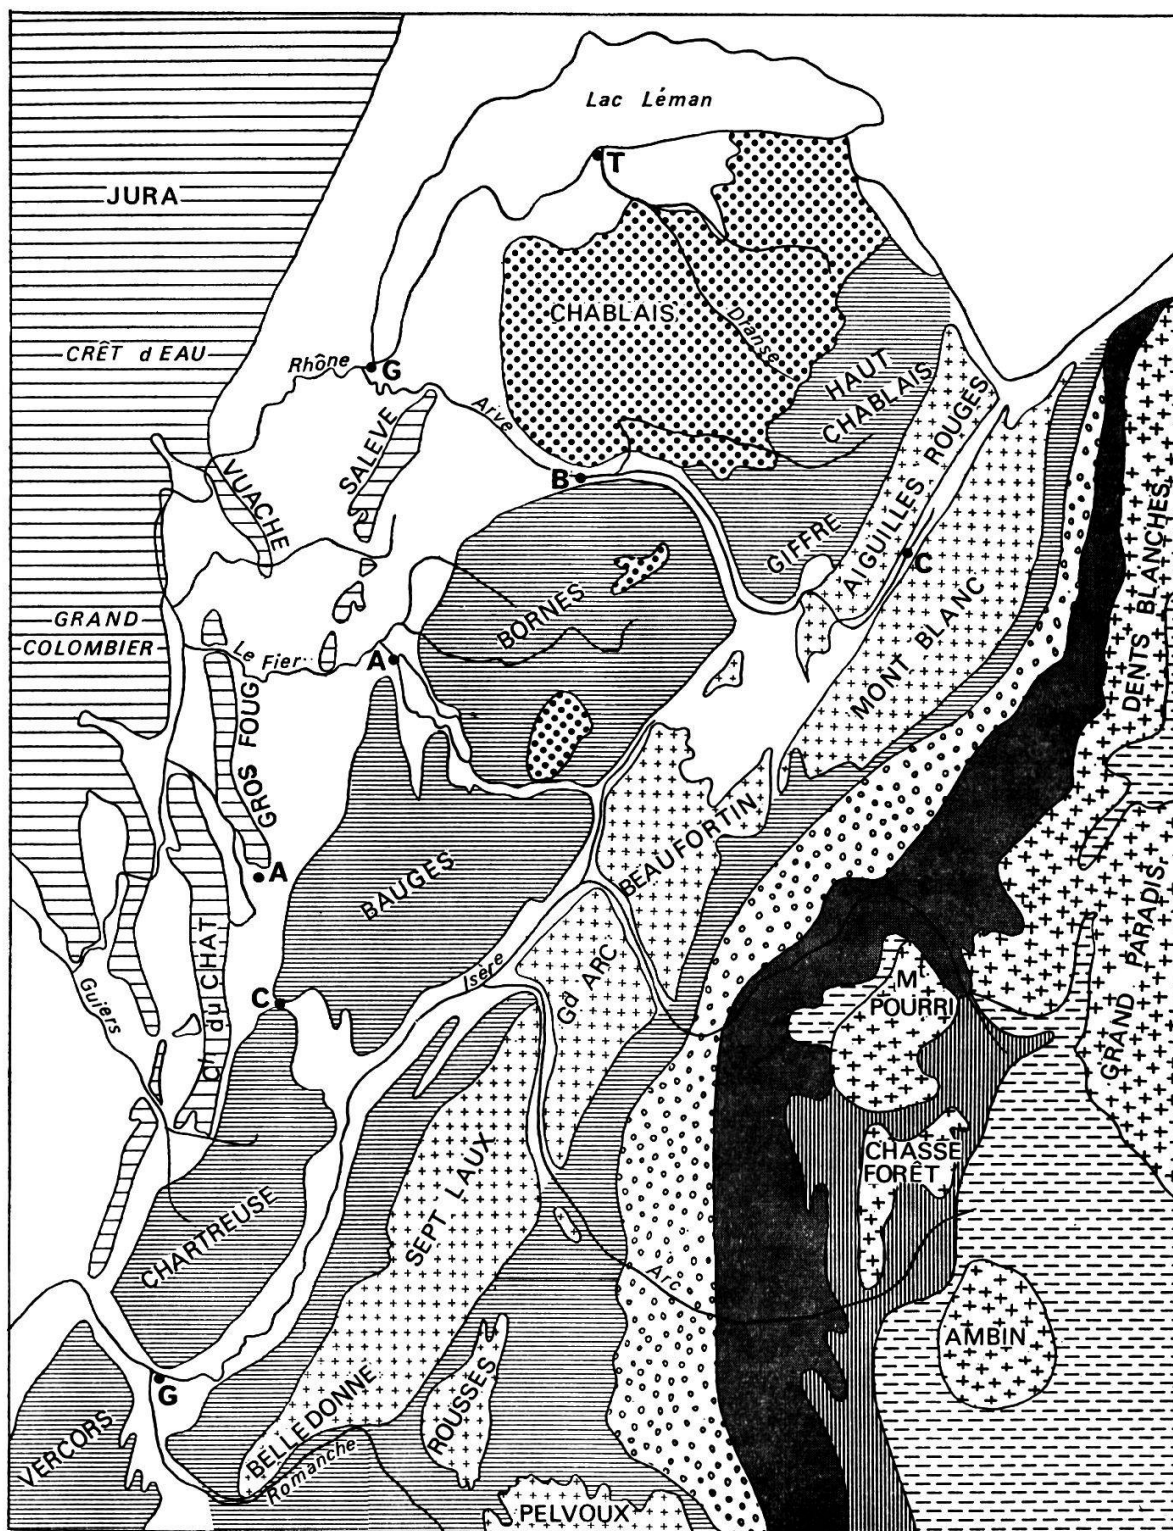 Lac Léman
T
JURA
CHABLAIS
Dranse
CRÊT d EAU
Rhône
G
HAUT
CHABLAIS
Arve
SALEVE
AIGUILLES ROUGES
VUACHE
B
DENTS BLANCHES
GIFFRE
C
BORNES
MONT BLANC
GRAND
COLOMBIER
Le Fier
A
GROS FOUG
BEAUFORTIN
BAUGES
A
GRAND PARADIS
Isère
Gd ARC
Mt
POURRI
Guiers
C
Ct du CHAT
CHASSE
FORÊT
SEPT LAUX
CHARTREUSE
Arc
AMBIN
G
ROUSSES
BELLEDONNE
VERCORS
Romanche
PELVOUX